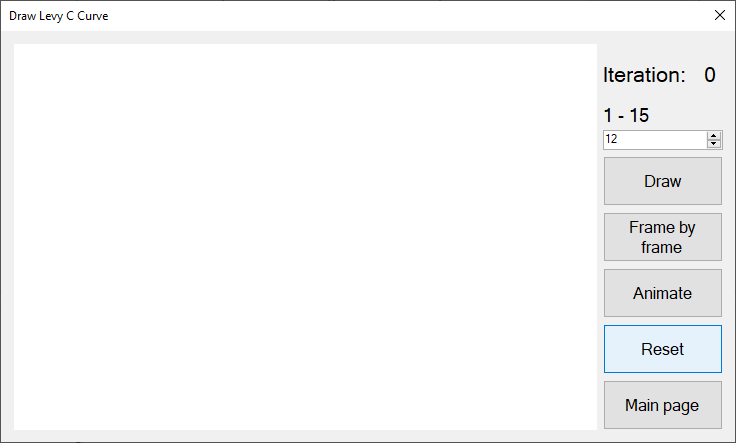 Draw Levy C Curve
Iteration: 0
1 - 15
12
Draw
Frame by
frame
Animate
Reset
Main page